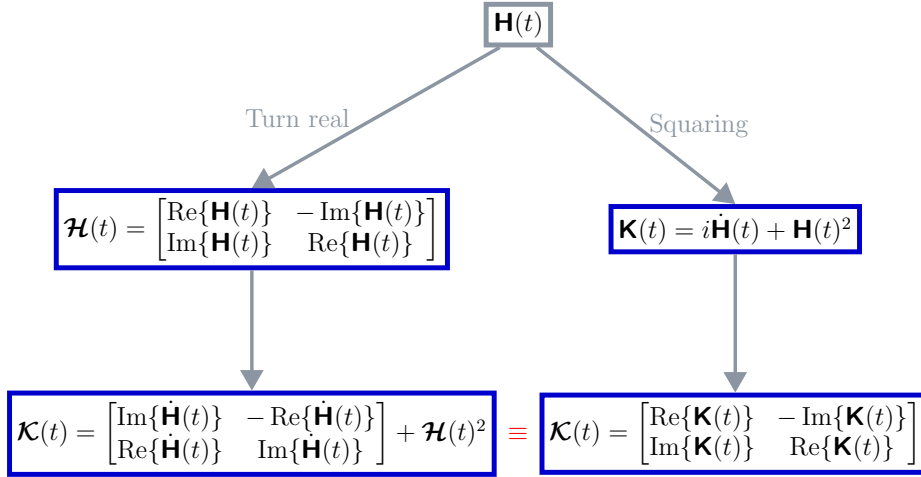 H(t)
Turn real
Squaring
𝓗(t) = [Re{H(t)} − Im{H(t)}
Im{H(t)} Re{H(t)}]
K(t) = iḢ(t) + H(t)²
𝓚(t) = [Im{Ḣ(t)} − Re{Ḣ(t)}
Re{Ḣ(t)} Im{Ḣ(t)}] + 𝓗(t)²
≡
𝓚(t) = [Re{K(t)} − Im{K(t)}
Im{K(t)} Re{K(t)}]